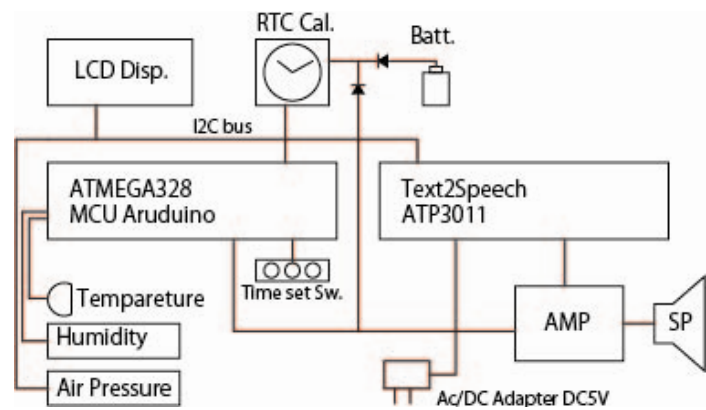 RTC Cal.
Batt.
LCD Disp.
I2C bus
ATMEGA328
MCU Aruduino
Text2Speech
ATP3011
Time set Sw.
Tempareture
Humidity
Air Pressure
AMP
SP
Ac/DC Adapter DC5V